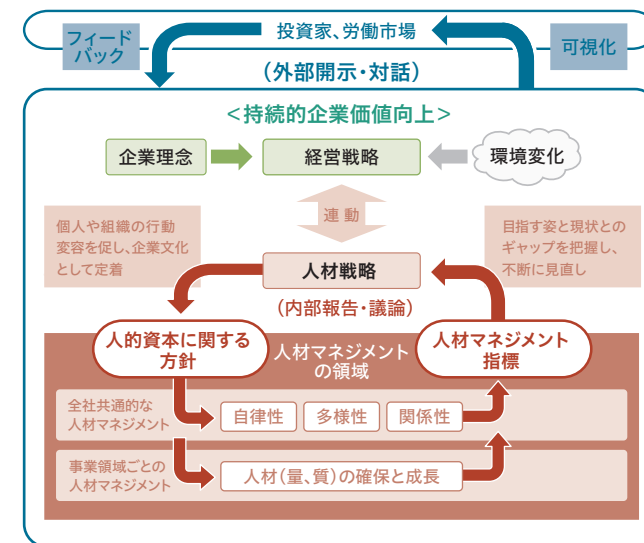 フィード
バック
投資家、労働市場
可視化
（外部開示・対話）
＜持続的企業価値向上＞
企業理念
経営戦略
環境変化
連動
個人や組織の行動
変容を促し、企業文化
として定着
目指す姿と現状との
ギャップを把握し、
不断に見直し
人材戦略
（内部報告・議論）
人的資本に関する
方針
人材マネジメント
の領域
人材マネジメント
指標
全社共通的な
人材マネジメント
自律性
多様性
関係性
事業領域ごとの
人材マネジメント
人材（量、質）の確保と成長